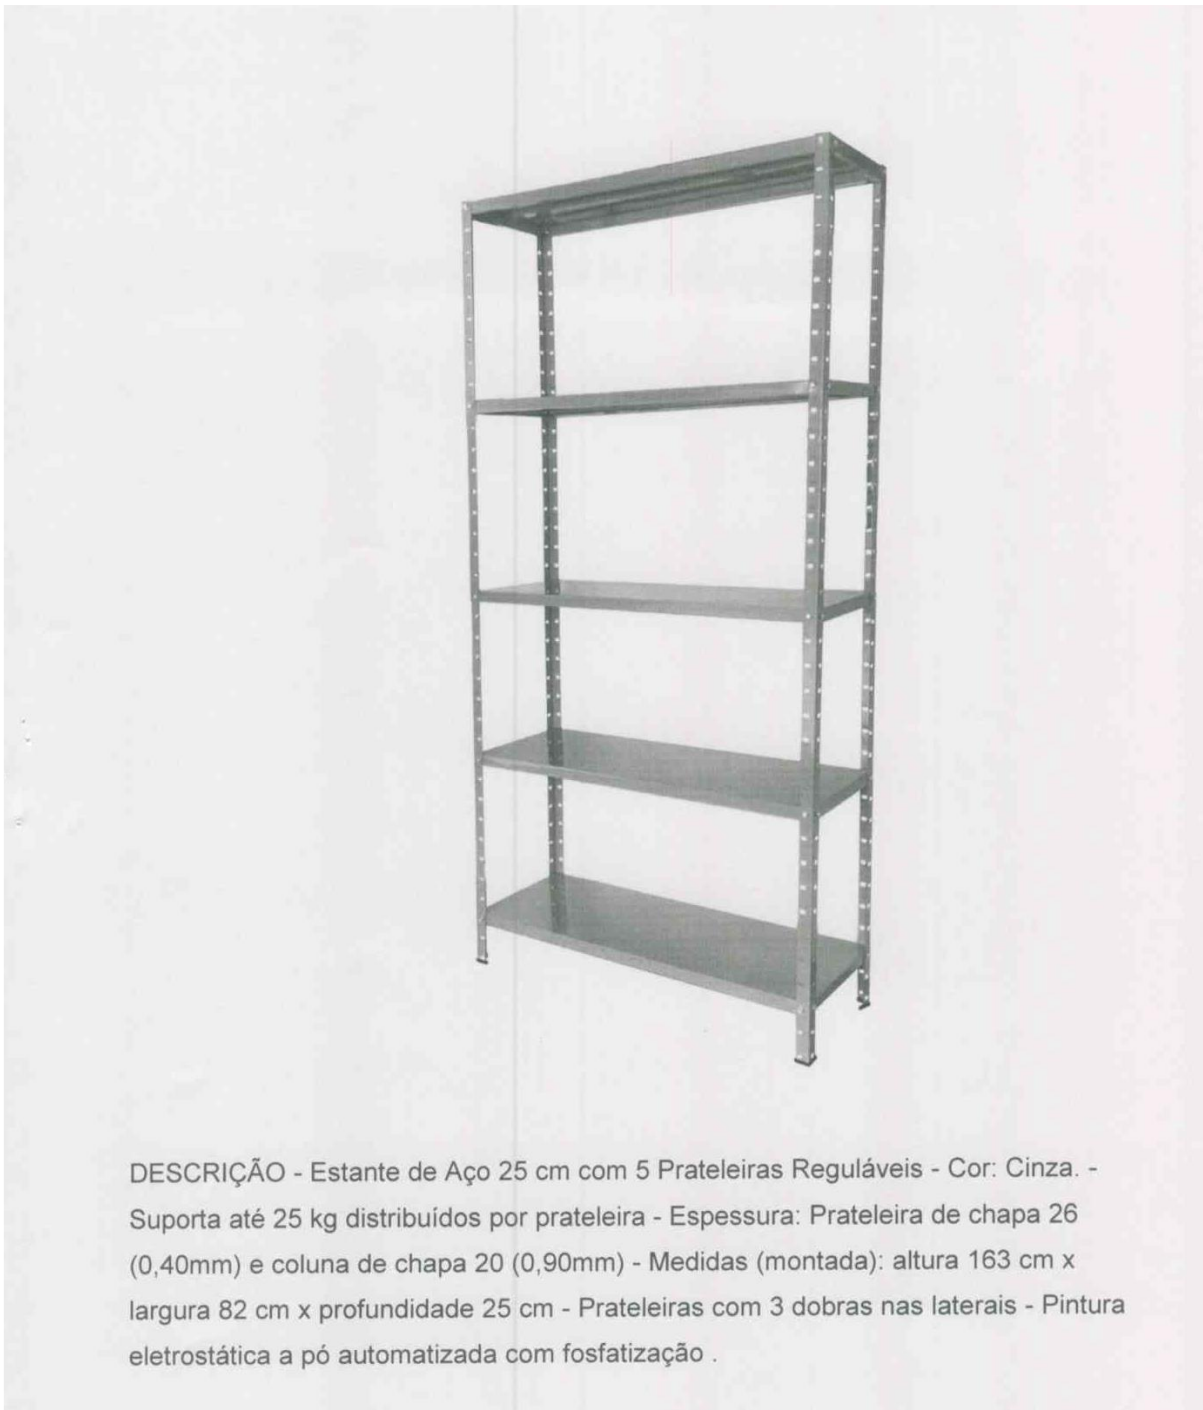 DESCRIÇÃO - Estante de Aço 25 cm com 5 Prateleiras Reguláveis - Cor: Cinza. -
Suporta até 25 kg distribuídos por prateleira - Espessura: Prateleira de chapa 26
(0,40mm) e coluna de chapa 20 (0,90mm) - Medidas (montada): altura 163 cm x
largura 82 cm x profundidade 25 cm - Prateleiras com 3 dobras nas laterais - Pintura
eletrostática a pó automatizada com fosfatização .